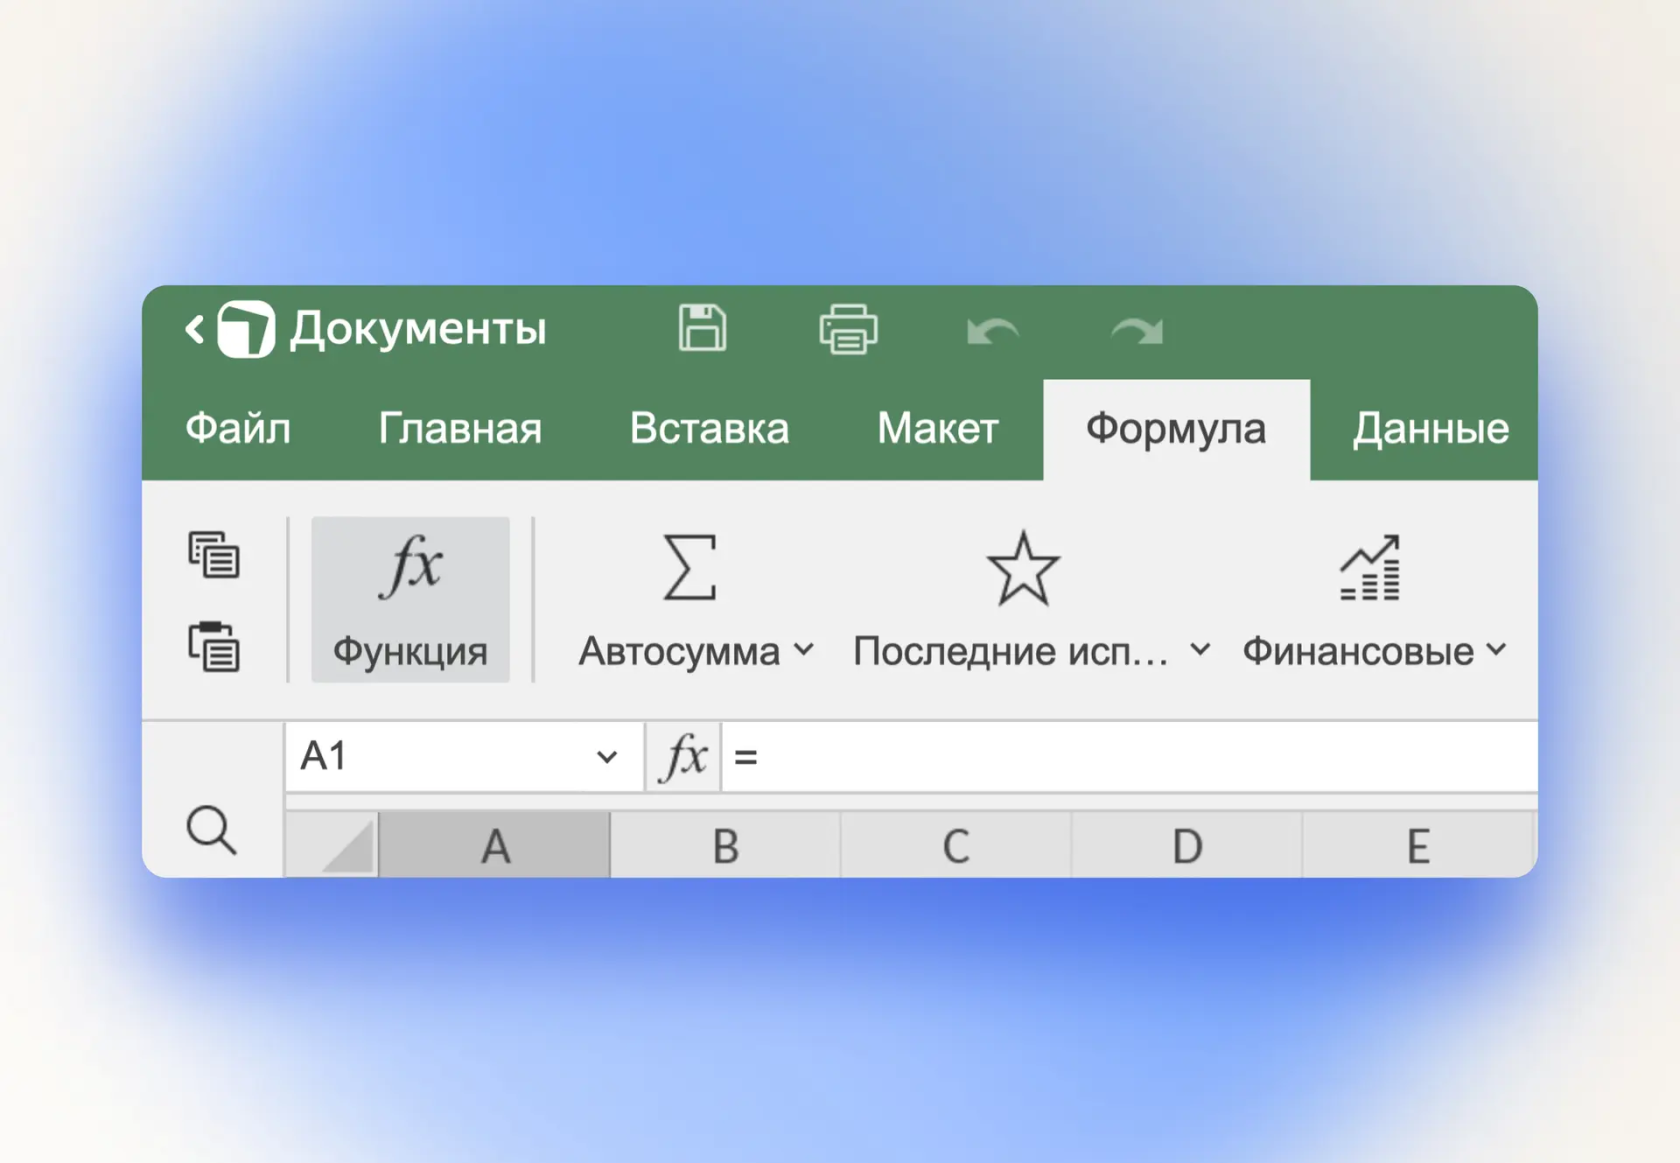 Документы
Файл Главная Вставка Макет Формула Данные
fx
Функция Автосумма Последние исп... Финансовые
A1 fx =
A B C D E